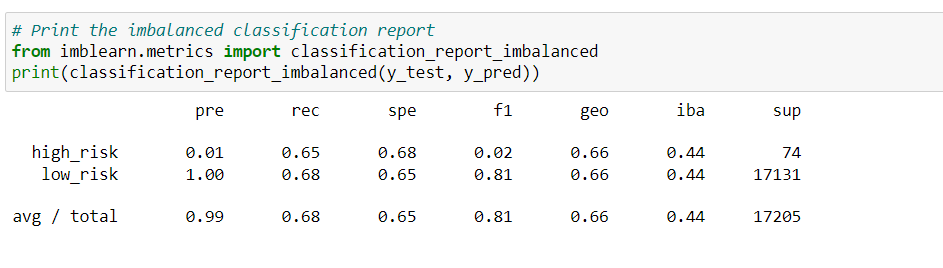 # Print the imbalanced classification report
from imblearn.metrics import classification_report_imbalanced
print(classification_report_imbalanced(y_test, y_pred))
pre rec spe f1 geo iba sup
high_risk 0.01 0.65 0.68 0.02 0.66 0.44 74
low_risk 1.00 0.68 0.65 0.81 0.66 0.44 17131
avg / total 0.99 0.68 0.65 0.81 0.66 0.44 17205